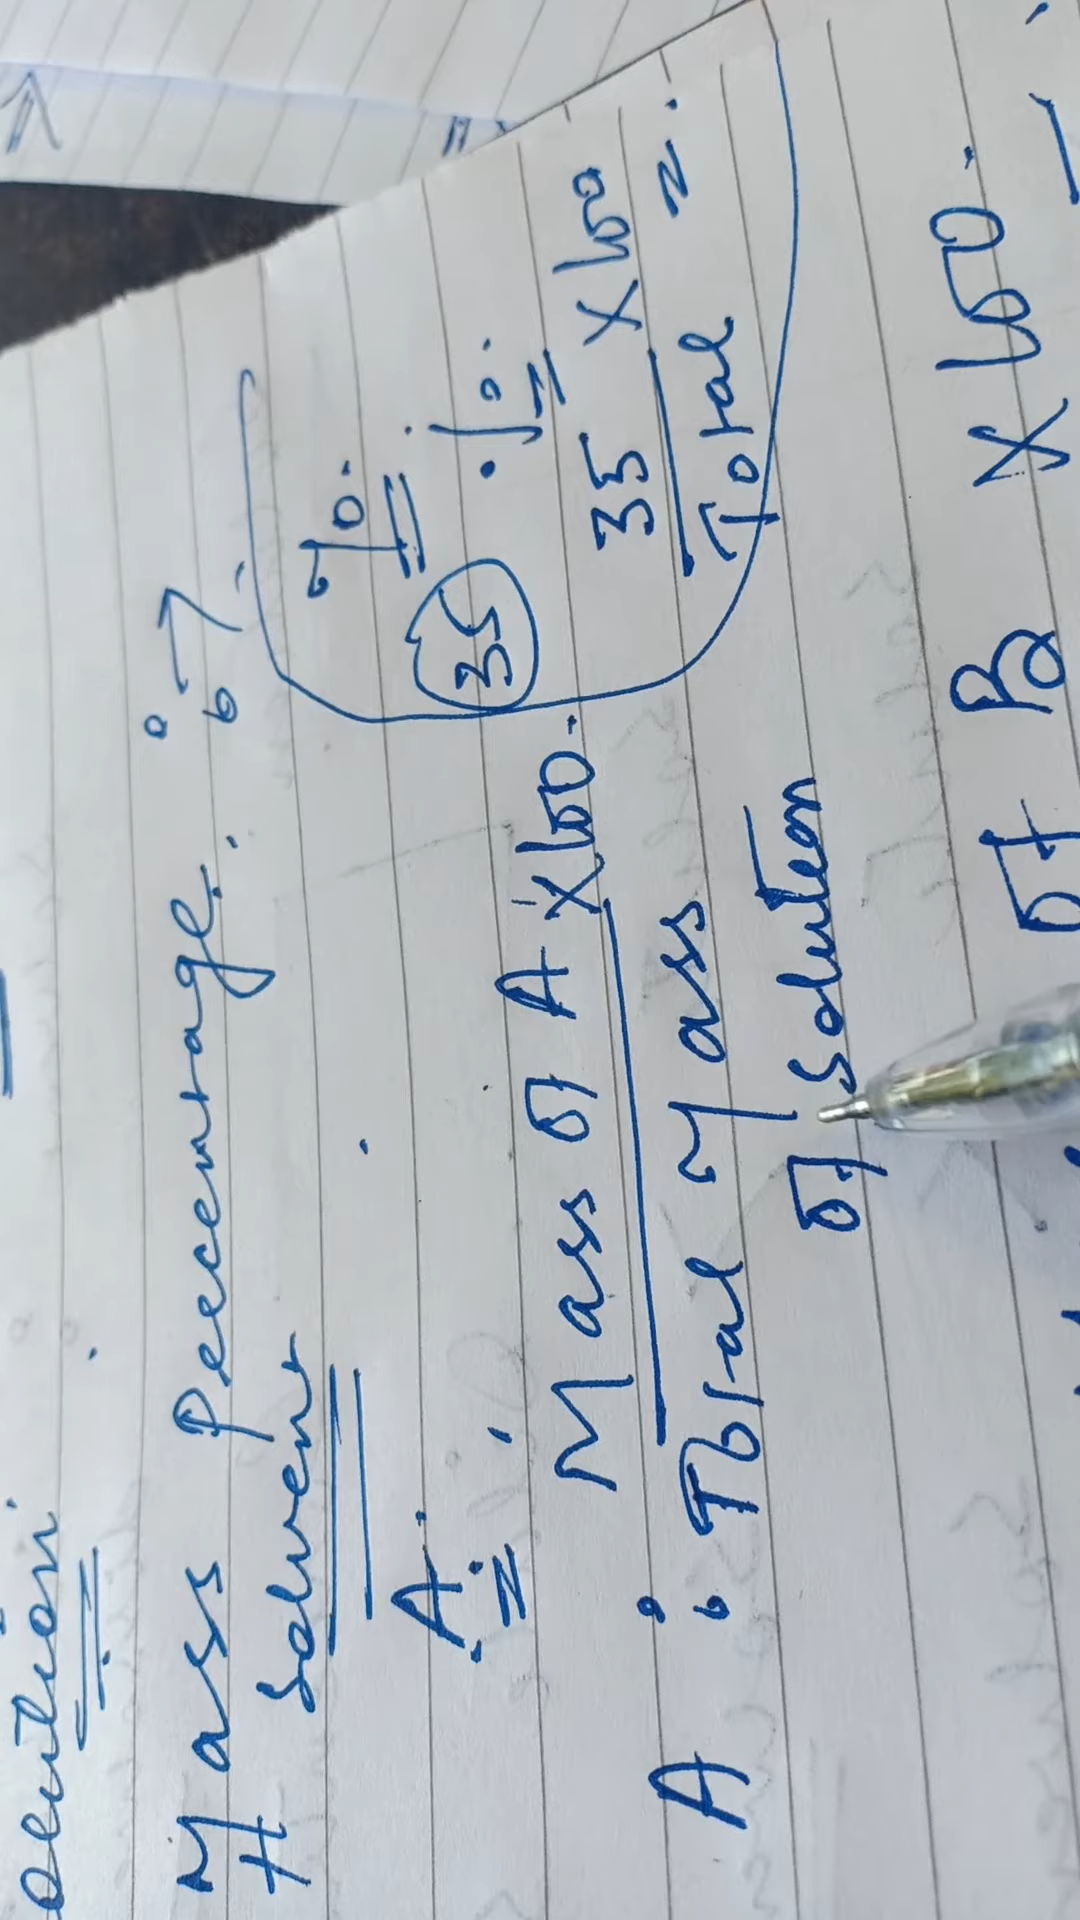 Mass Percentage :→
# Solvent
A.
A : Mass of A x 100.
Total Mass
of solution
%.
35 %.
35 x 100 =
Total
of B x 100.